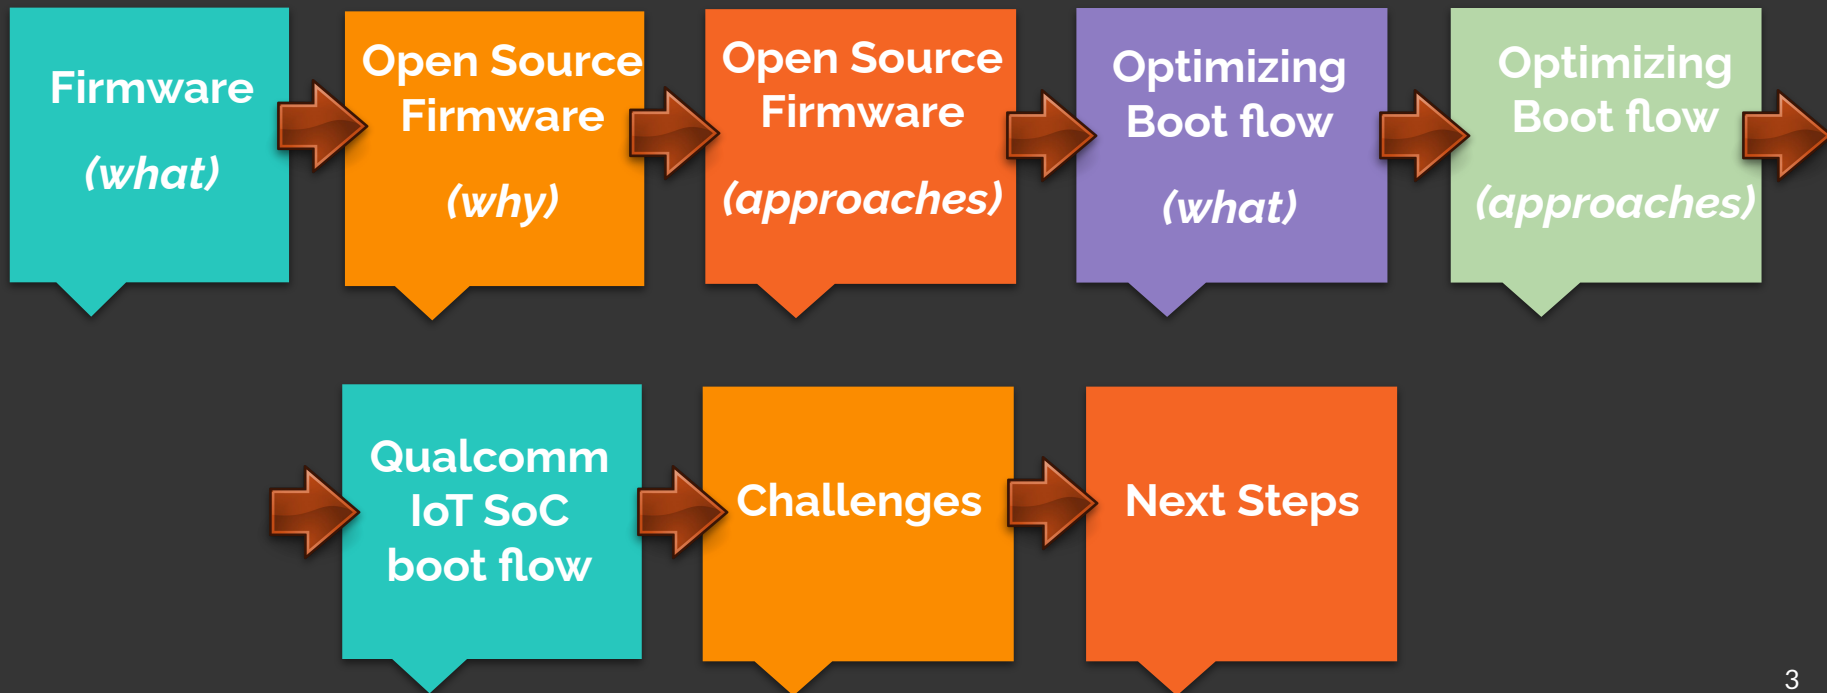 Firmware
(what)
Open Source
Firmware
(why)
Open Source
Firmware
(approaches)
Optimizing
Boot flow
(what)
Optimizing
Boot flow
(approaches)
Qualcomm
IoT SoC
boot flow
Challenges
Next Steps
3